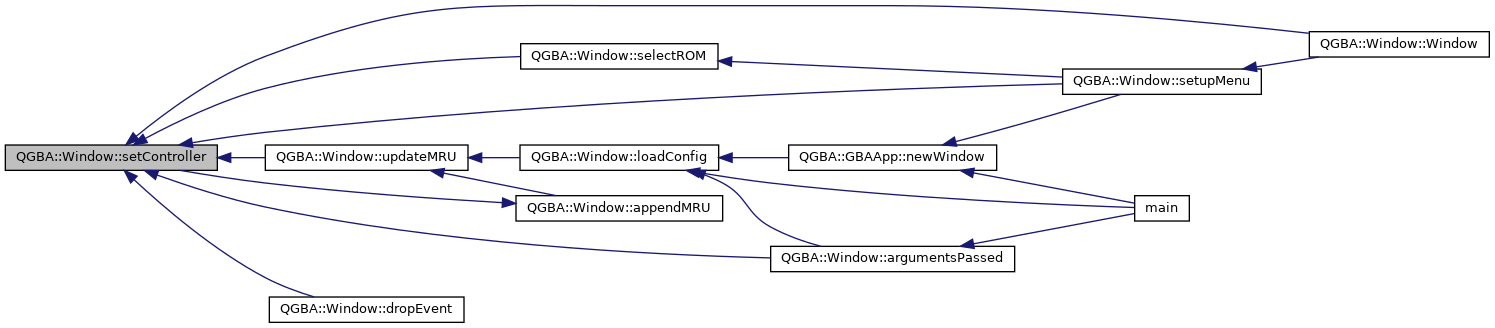 QGBA::Window::Window
QGBA::Window::selectROM
QGBA::Window::setupMenu
QGBA::Window::setController
QGBA::Window::updateMRU
QGBA::Window::loadConfig
QGBA::GBAApp::newWindow
QGBA::Window::appendMRU
main
QGBA::Window::argumentsPassed
QGBA::Window::dropEvent